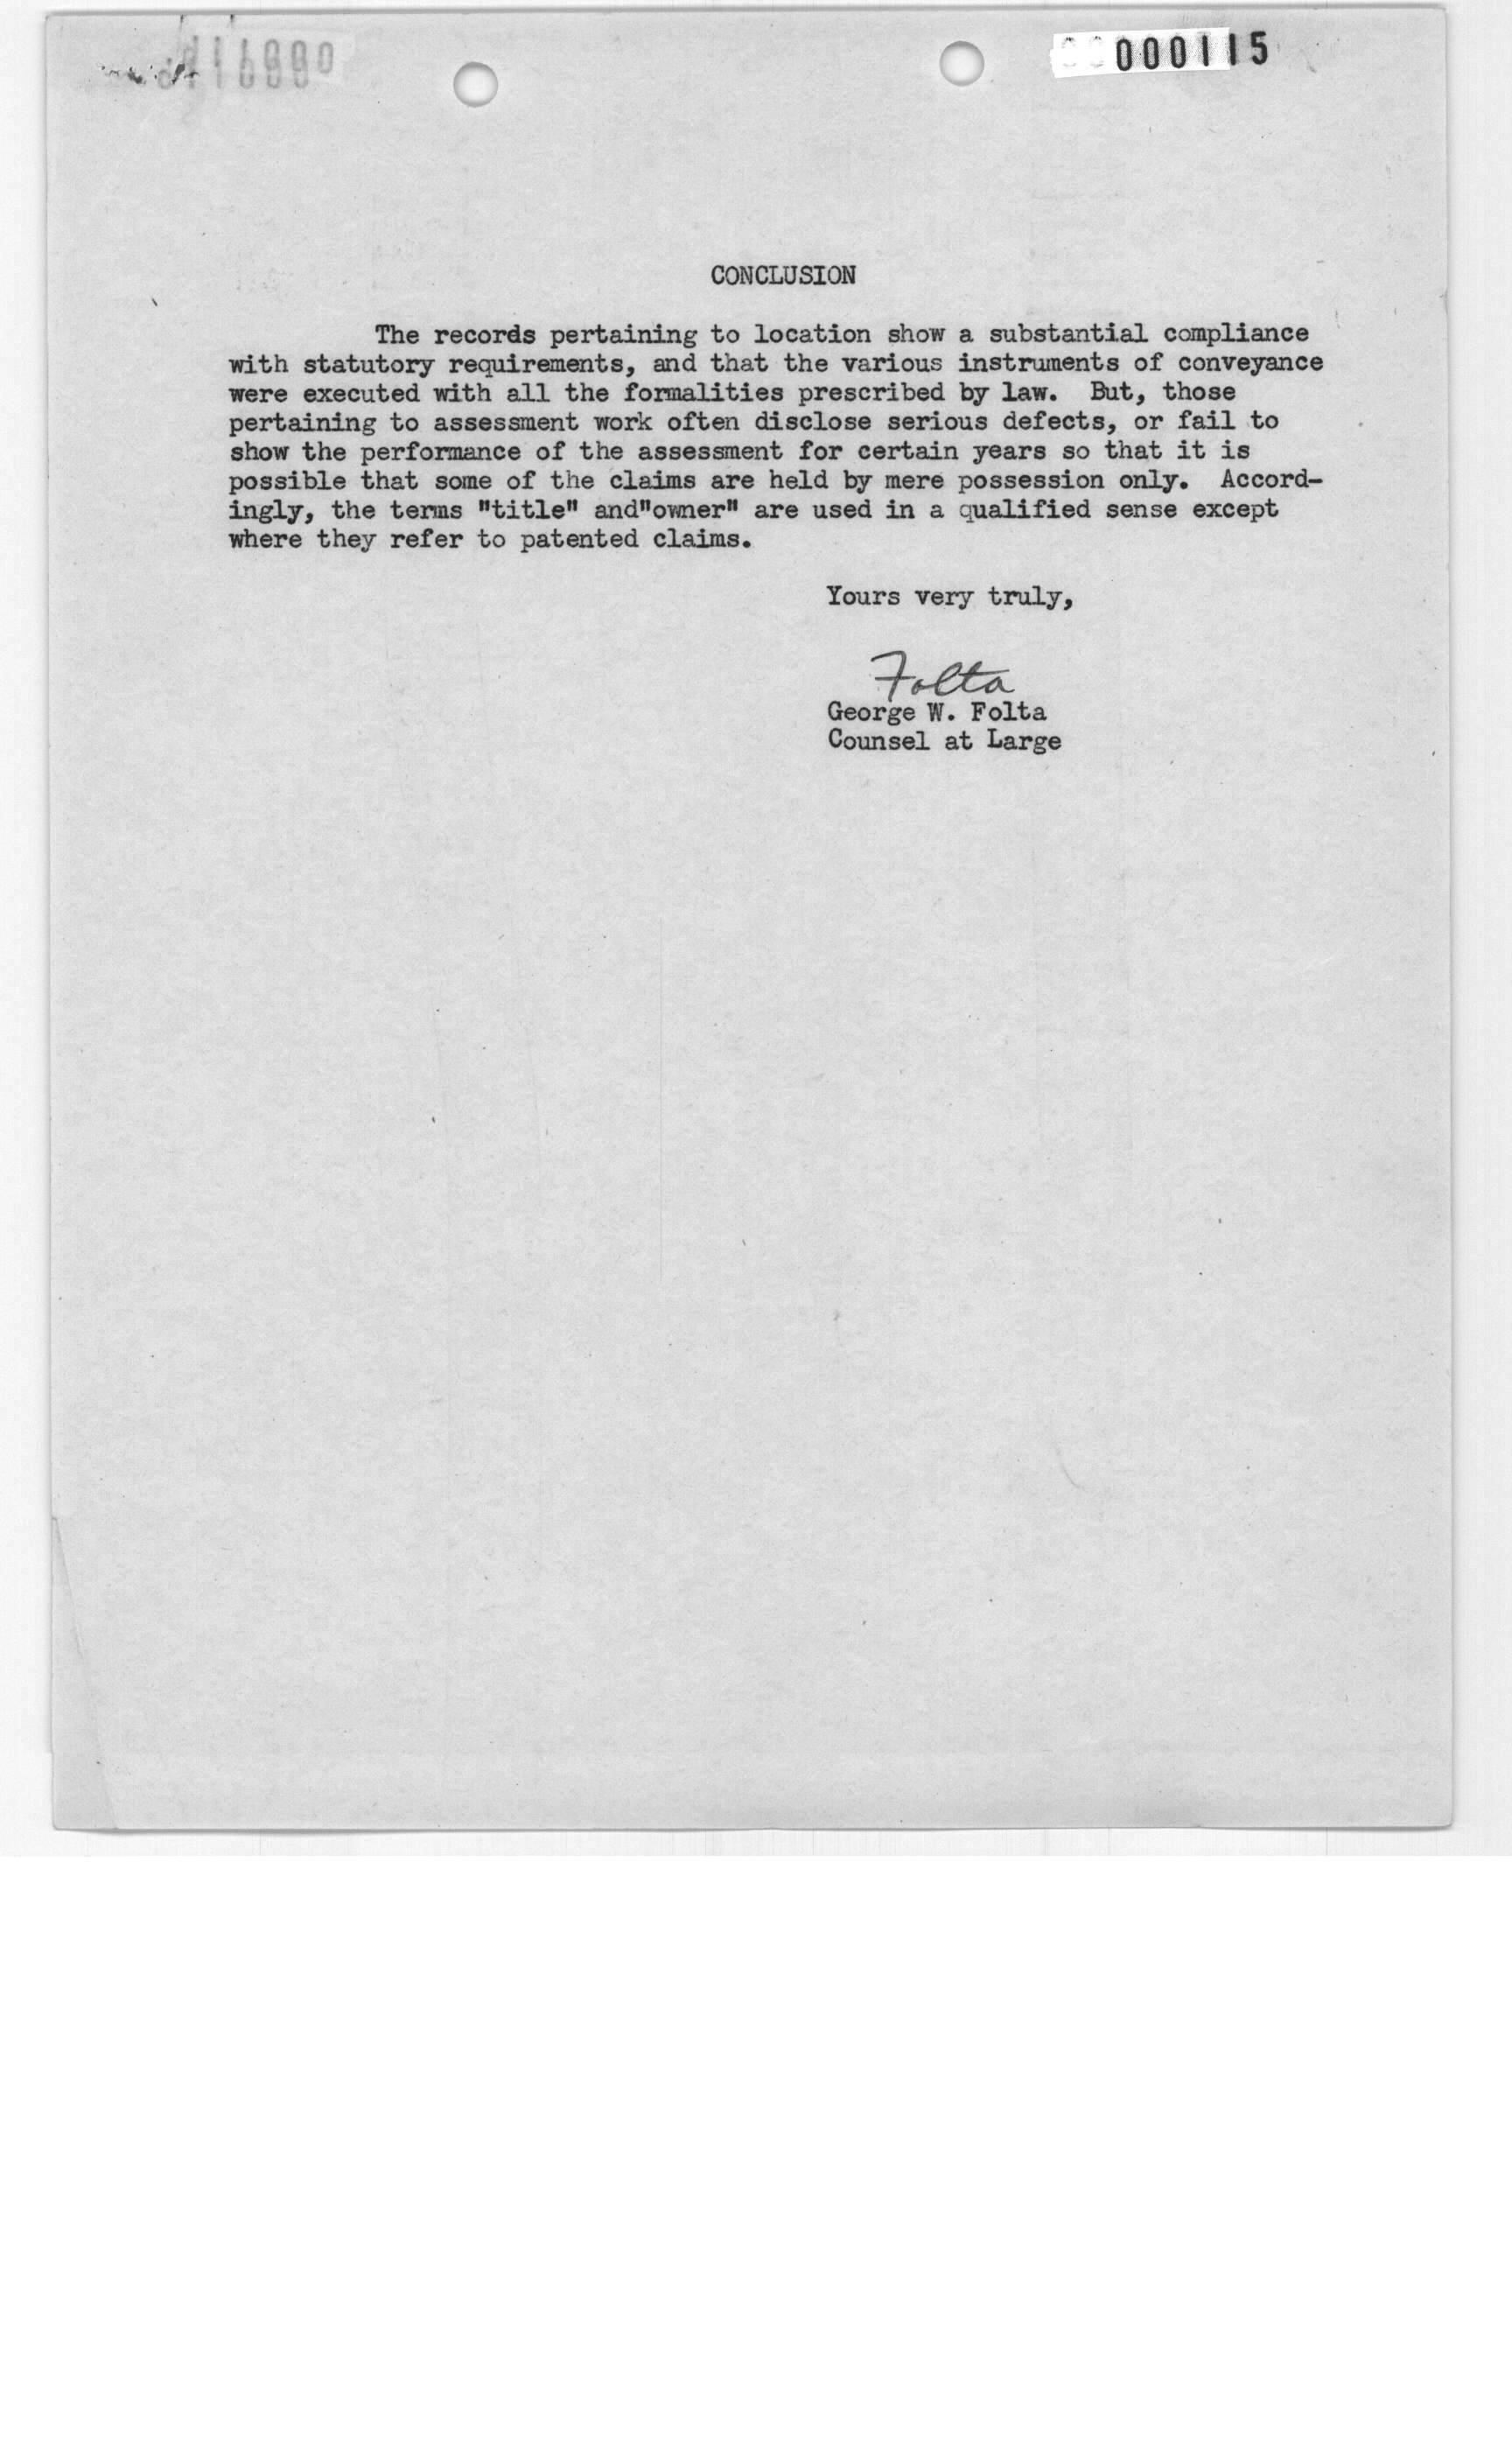 000115
CONCLUSION
The records pertaining to location show a substantial compliance
with statutory requirements, and that the various instruments of conveyance
were executed with all the formalities prescribed by law. But, those
pertaining to assessment work often disclose serious defects, or fail to
show the performance of the assessment for certain years so that it is
possible that some of the claims are held by mere possession only. Accord-
ingly, the terms "title" and"owner" are used in a qualified sense except
where they refer to patented claims.
Yours very truly,
Folta
George W. Folta
Counsel at Large